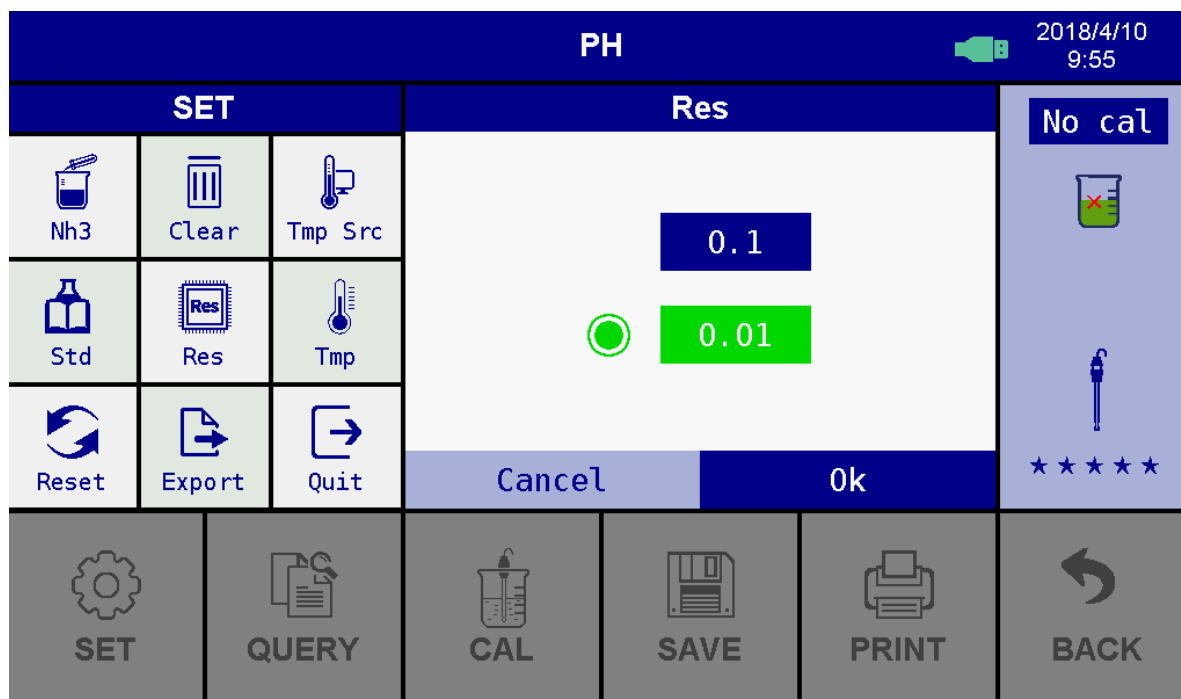 PH
2018/4/10
9:55
SET
Res
No cal
Nh3
Clear
Tmp Src
0.1
Std
Res
Res
Tmp
0.01
Reset
Export
Quit
Cancel
Ok
★★★★★
SET
QUERY
CAL
SAVE
PRINT
BACK